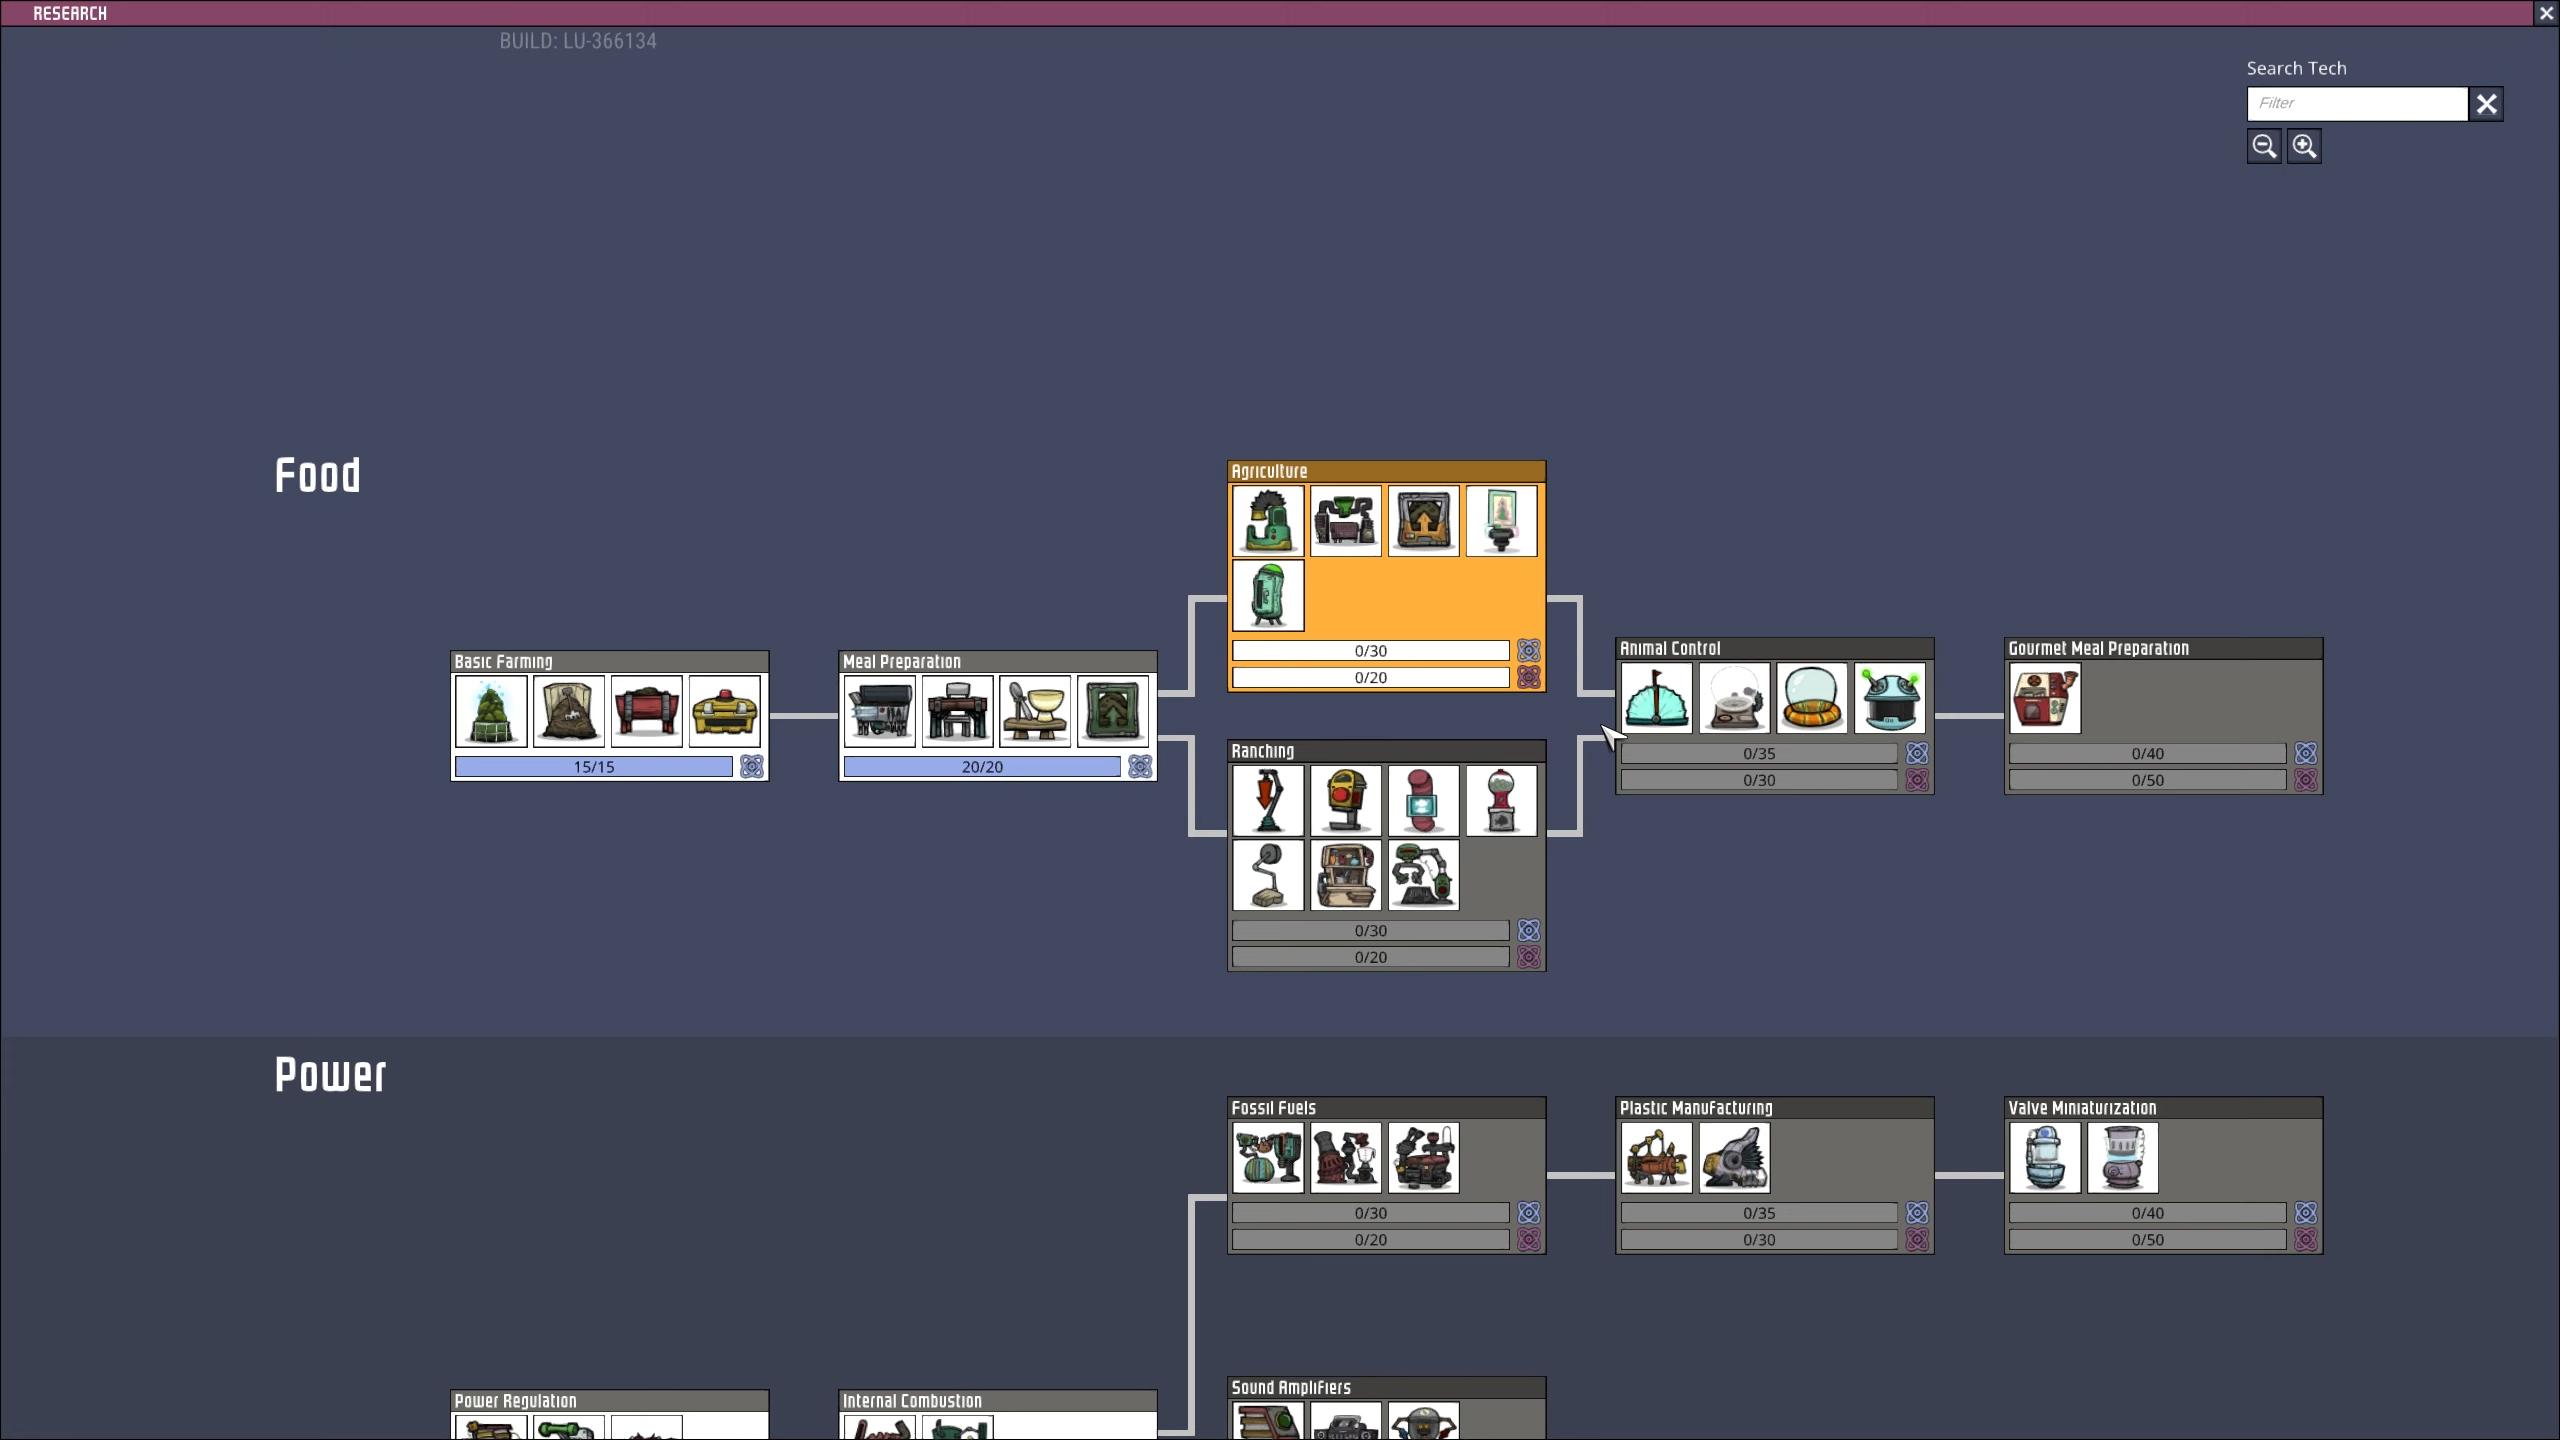 RESEARCH
BUILD: LU-366134
Search Tech
Filter
Food
Agriculture
0/30
0/20
Basic Farming
15/15
Meal Preparation
20/20
Animal Control
0/35
0/30
Gourmet Meal Preparation
0/40
0/50
Ranching
0/30
0/20
Power
Fossil Fuels
0/30
0/20
Plastic Manufacturing
0/35
0/30
Valve Miniaturization
0/40
0/50
Power Regulation
Internal Combustion
Sound Amplifiers